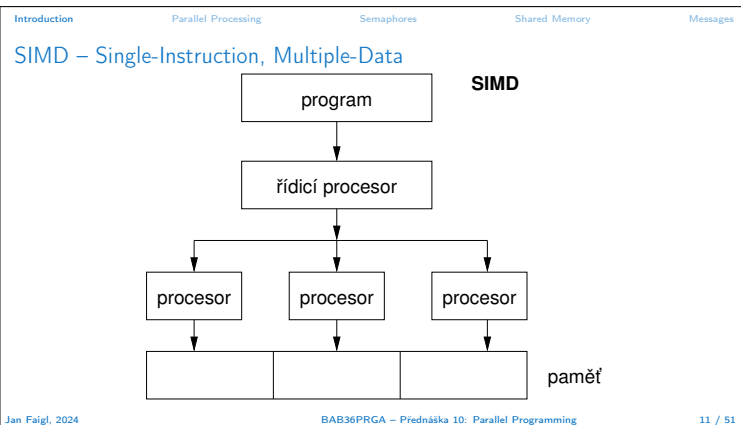 Introduction Parallel Processing Semaphores Shared Memory Messages
SIMD – Single-Instruction, Multiple-Data
SIMD
program
řídicí procesor
procesor procesor procesor
paměť
Jan Faigl, 2024 BAB36PRGA – Přednáška 10: Parallel Programming 11 / 51